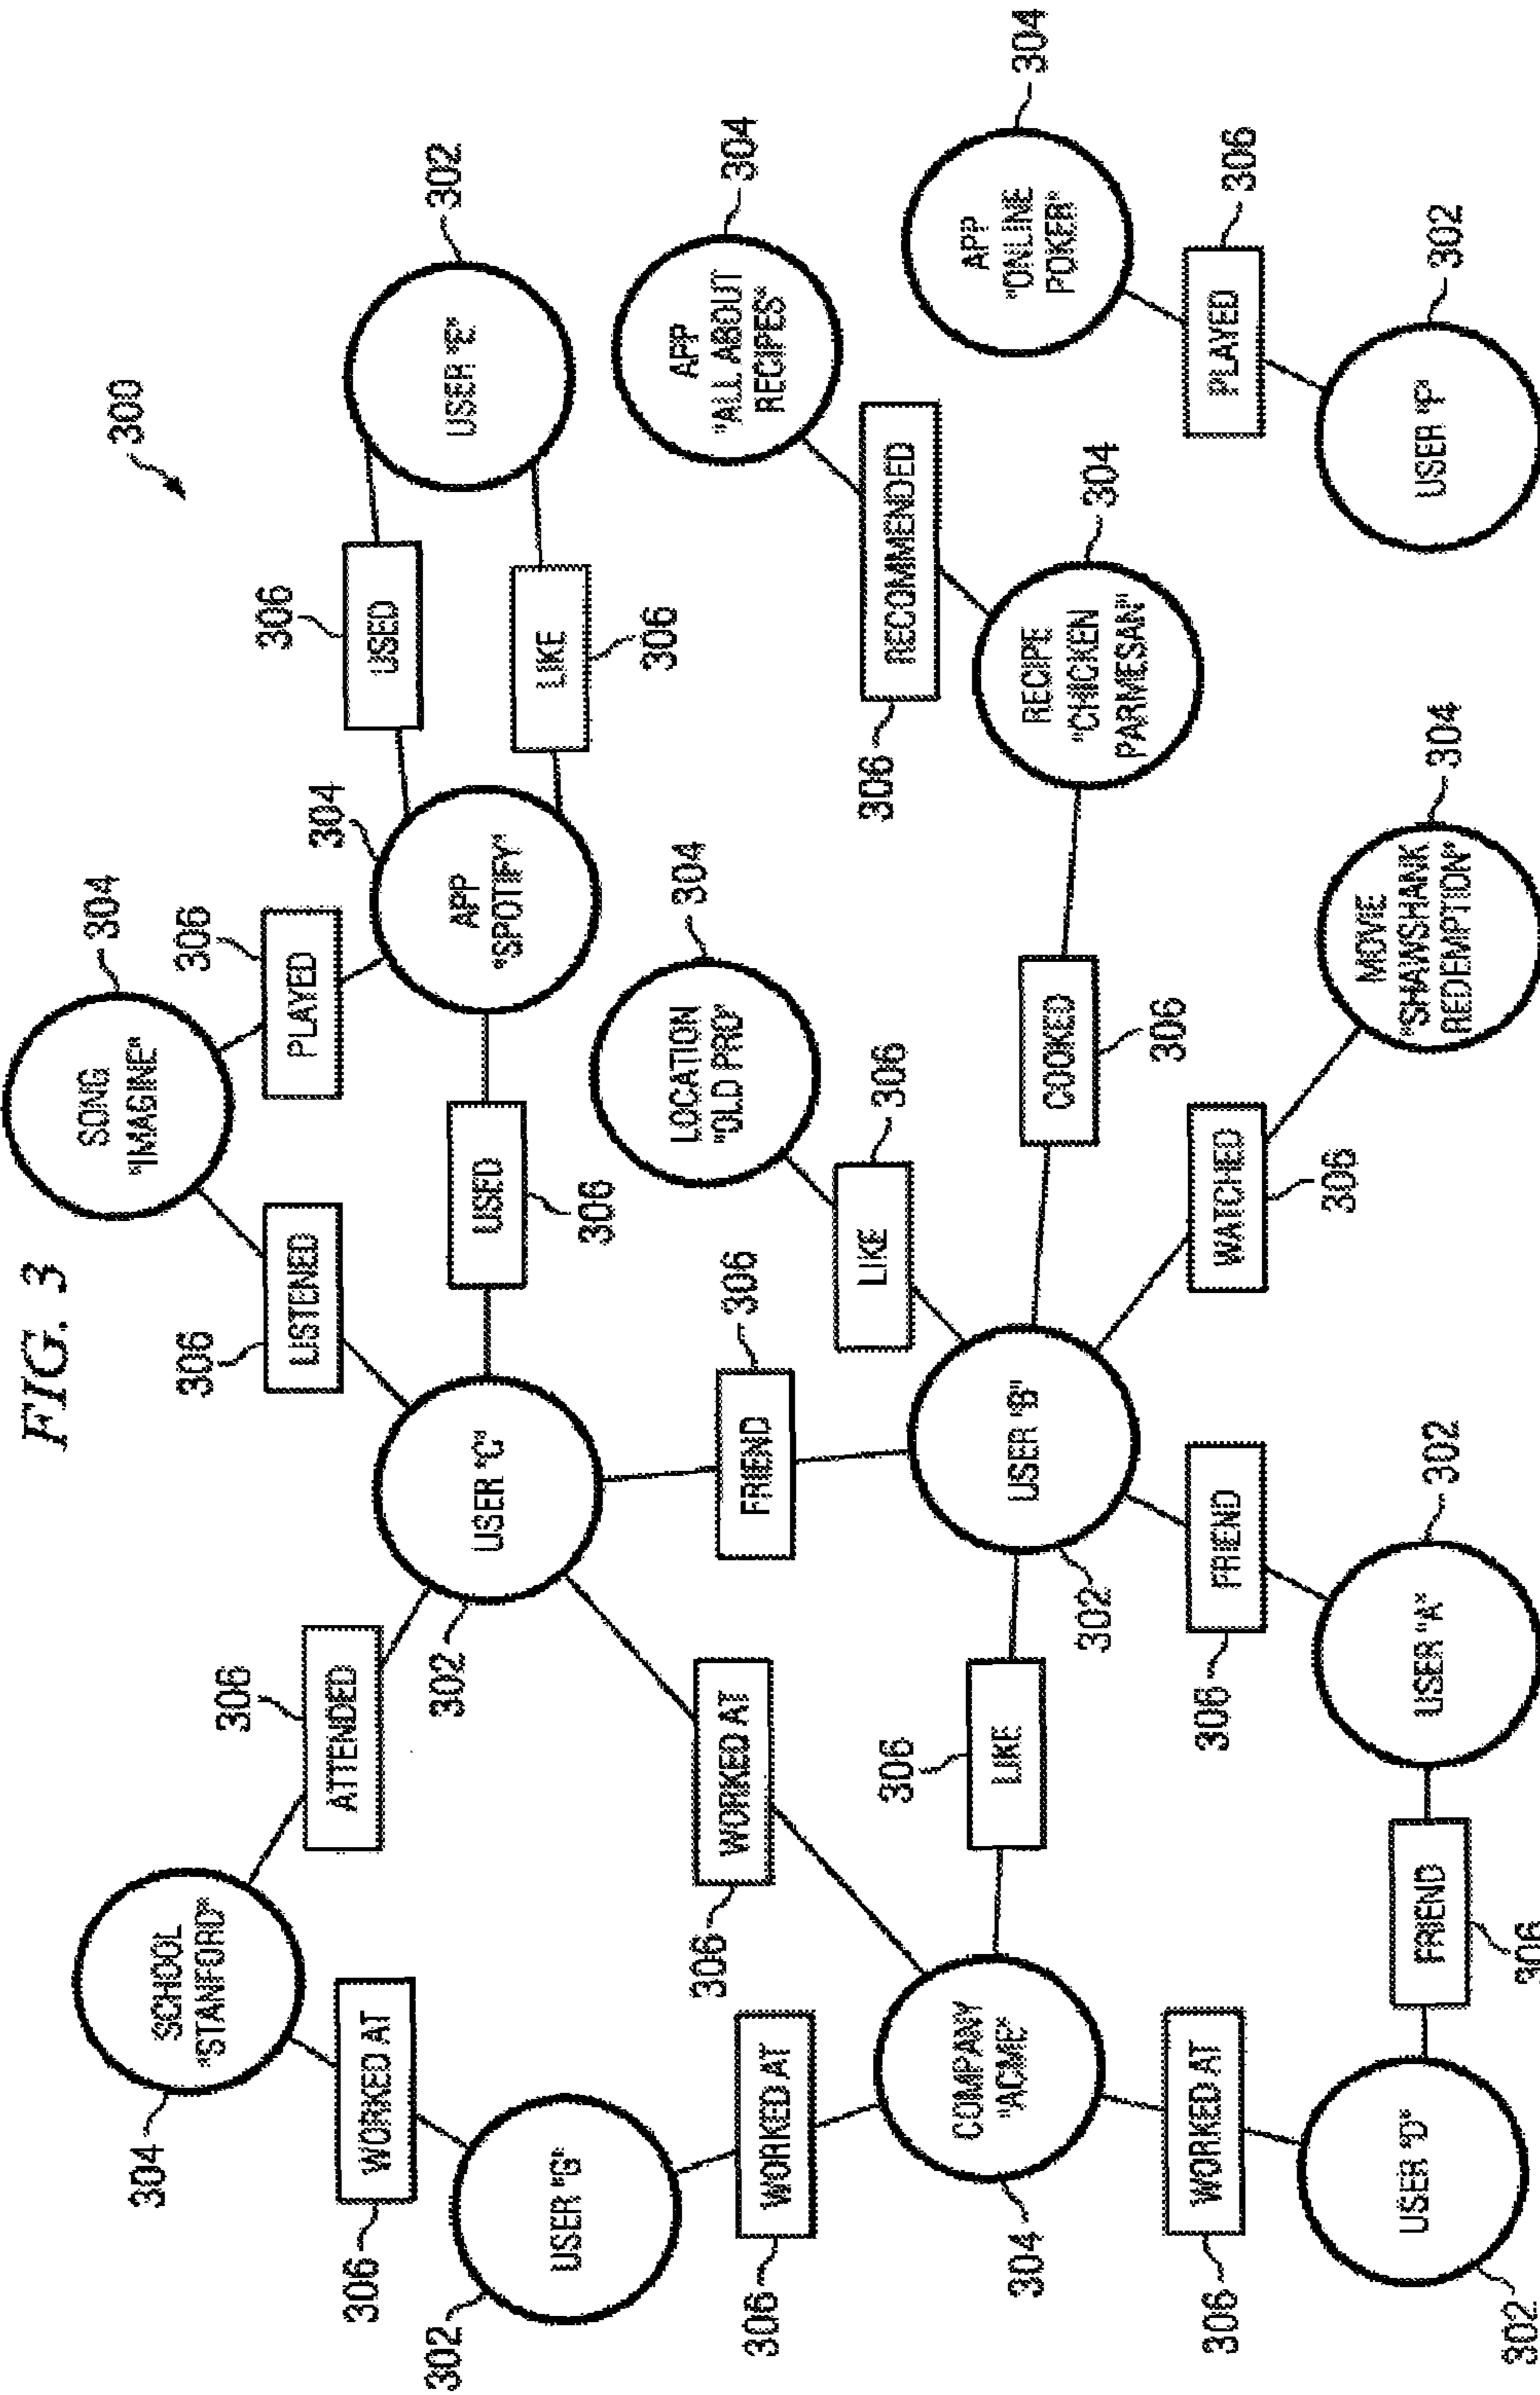 FIG. 3
300
304
SCHOOL
"STANFORD"
306
ATTENDED
306
LISTENED
SONG
"IMAGINE"
304
306
PLAYED
306
WORKED AT
302
USER "C"
306
USED
304
APP
"SPOTIFY"
306
USED
LIKE
306
USER "E"
302
302
USER "G"
306
WORKED AT
306
WORKED AT
FRIEND
306
LOCATION
"OLD PRO"
304
APP
"ALL ABOUT
RECIPES"
304
306
LIKE
306
RECOMMENDED
304
COMPANY
"ACME"
306
LIKE
302
USER "B"
COOKED
306
RECIPE
"CHICKEN
PARMESAN"
304
APP
"ONLINE
POKER"
304
306
WORKED AT
306
FRIEND
WATCHED
306
PLAYED
306
302
USER "D"
FRIEND
306
USER "A"
302
MOVIE
"SHAWSHANK
REDEMPTION"
304
USER "F"
302